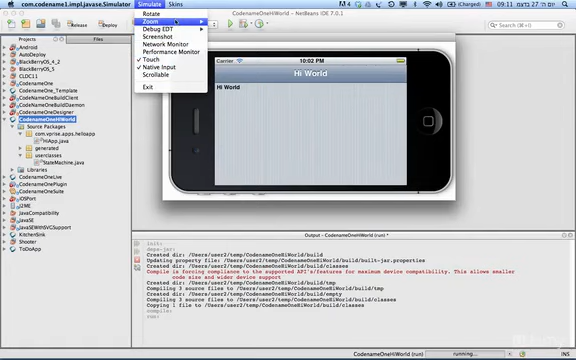 com.codename1.impl.javase.Simulator Simulate Skins
(Charged) 09:11
NetBeans IDE 7.0.1
Release Deploy
Rotate
Zoom
Debug EDT
Screenshot
Network Monitor
Performance Monitor
Touch
Native Input
Scrollable
Exit
Projects Files
Android
AutoDeploy
BlackBerryOS_4_2
BlackBerryOS_5
CLDC11
CodenameOne
CodenameOne_Template
CodenameOneBuildClient
CodenameOneBuildDaemon
CodenameOneDesigner
CodenameOneHiWorld
Source Packages
com.vprise.apps.helloapp
HiApp.java
generated
userclasses
StateMachine.java
Libraries
CodenameOneLive
CodenameOnePlugin
CodenameOneSuite
iOSPort
J2ME
JavaCompatibility
JavaSE
JavaSEWithSVGSupport
KitchenSink
Shooter
ToDoApp
Carrier 10:02 PM
Hi World
Hi World
Output - CodenameOneHiWorld (run)
init:
deps-jar:
Created dir: /Users/user2/temp/CodenameOneHiWorld/build
Updating property file: /Users/user2/temp/CodenameOneHiWorld/build/built-jar.properties
Created dir: /Users/user2/temp/CodenameOneHiWorld/build/classes
Compile is forcing compliance to the supported API's/features for maximum device compatibility. This allows smaller
code size and wider device support
Created dir: /Users/user2/temp/CodenameOneHiWorld/build/tmp
Compiling 3 source files to /Users/user2/temp/CodenameOneHiWorld/build/tmp
Created dir: /Users/user2/temp/CodenameOneHiWorld/build/empty
Compiling 3 source files to /Users/user2/temp/CodenameOneHiWorld/build/classes
Copying 1 file to /Users/user2/temp/CodenameOneHiWorld/build/classes
compile:
run:
CodenameOneHiWorld (run) running... INS